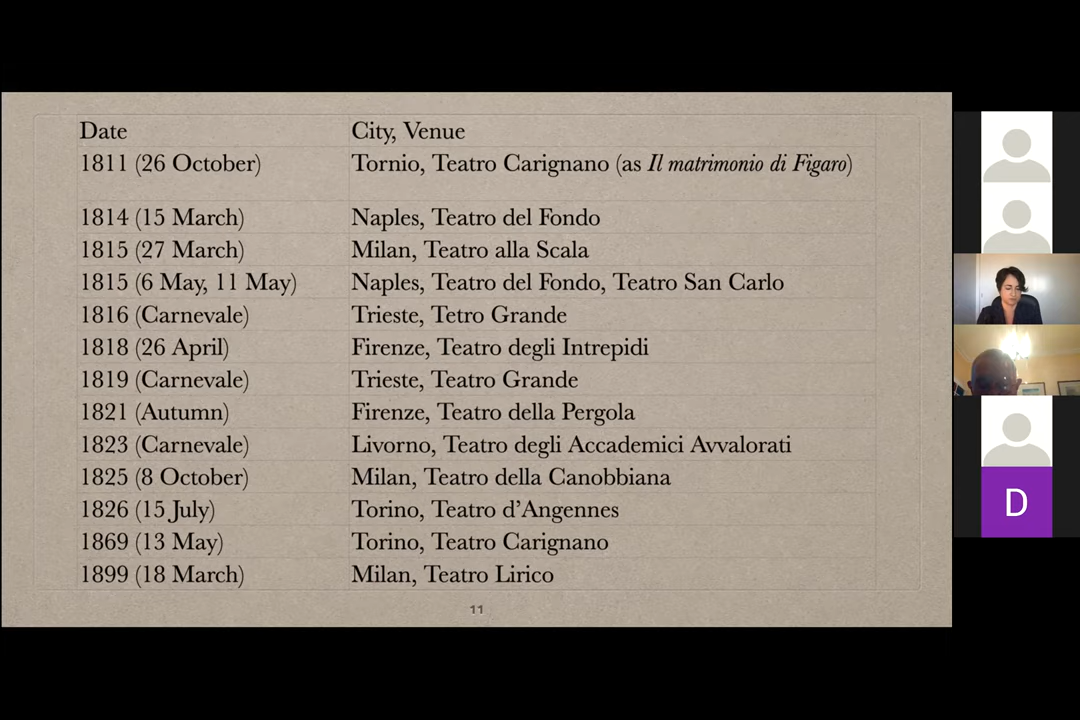 Date City, Venue
1811 (26 October) Tornio, Teatro Carignano (as Il matrimonio di Figaro)
1814 (15 March) Naples, Teatro del Fondo
1815 (27 March) Milan, Teatro alla Scala
1815 (6 May, 11 May) Naples, Teatro del Fondo, Teatro San Carlo
1816 (Carnevale) Trieste, Tetro Grande
1818 (26 April) Firenze, Teatro degli Intrepidi
1819 (Carnevale) Trieste, Teatro Grande
1821 (Autumn) Firenze, Teatro della Pergola
1823 (Carnevale) Livorno, Teatro degli Accademici Avvalorati
1825 (8 October) Milan, Teatro della Canobbiana
1826 (15 July) Torino, Teatro d’Angennes
1869 (13 May) Torino, Teatro Carignano
1899 (18 March) Milan, Teatro Lirico
11
D